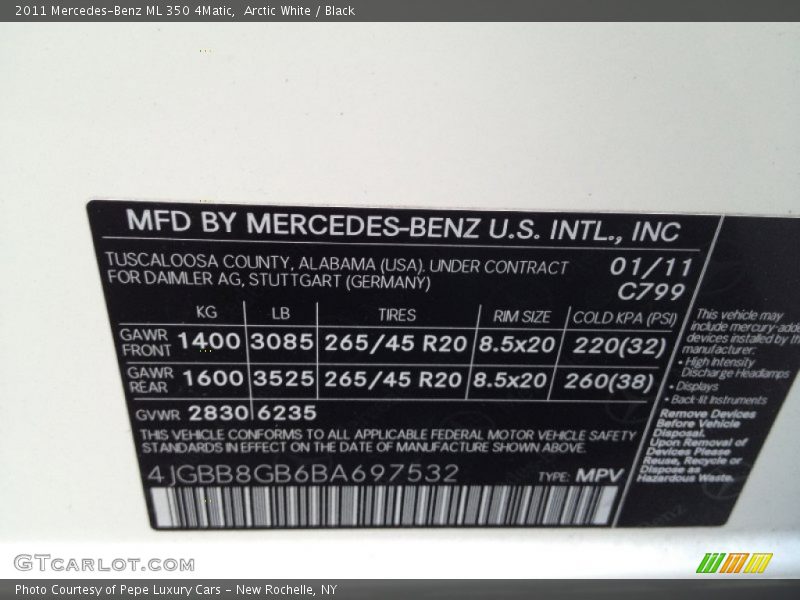 2011 Mercedes-Benz ML 350 4Matic,  Arctic White / Black
MFD BY MERCEDES-BENZ U.S. INTL., INC
TUSCALOOSA COUNTY, ALABAMA (USA), UNDER CONTRACT
FOR DAIMLER AG, STUTTGART (GERMANY)
01/11
C799
KG LB TIRES RIM SIZE COLD KPA (PSI)
GAWR FRONT 1400 3085 265/45 R20 8.5x20 220(32)
GAWR REAR 1600 3525 265/45 R20 8.5x20 260(38)
GVWR 2830 6235
THIS VEHICLE CONFORMS TO ALL APPLICABLE FEDERAL MOTOR VEHICLE SAFETY
STANDARDS IN EFFECT ON THE DATE OF MANUFACTURE SHOWN ABOVE.
4JGBB8GB6BA697532 TYPE: MPV
This vehicle may
include mercury-adde
devices installed by th
manufacturer:
• High Intensity
Discharge Headlamps
• Displays
• Back-lit Instruments
Remove Devices
Before Vehicle
Disposal.
Upon Removal of
Devices Please
Reuse, Recycle or
Dispose as
Hazardous Waste.
GTCARLOT.COM
Photo Courtesy of Pepe Luxury Cars - New Rochelle, NY